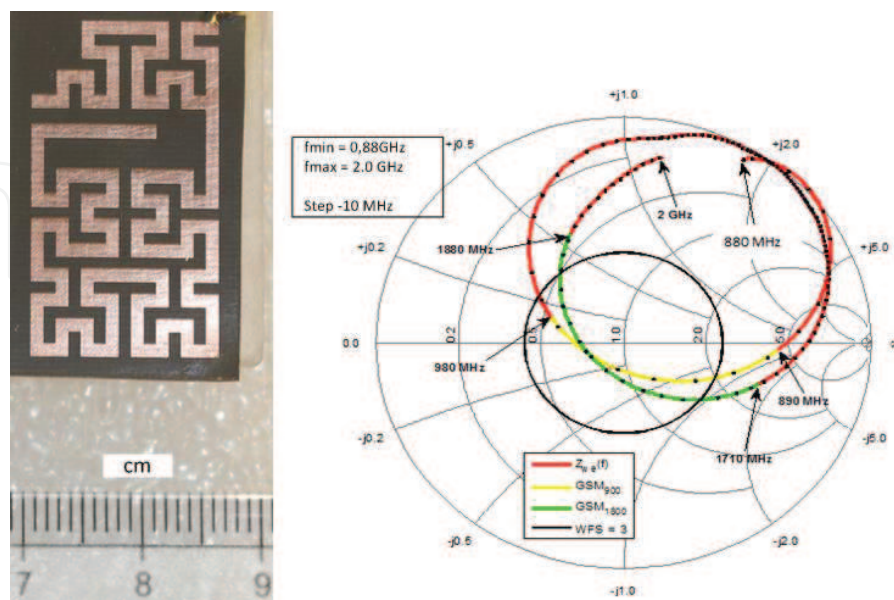 cm
7 8 9
fmin = 0,88GHz
fmax = 2.0 GHz
Step -10 MHz
+j1.0
+j0.5
+j2.0
2 GHz
880 MHz
1880 MHz
+j0.2
+j5.0
0.0
0.2
1.0
2.0
5.0
980 MHz
890 MHz
-j0.2
-j5.0
1710 MHz
GSM900
GSM1800
WFS = 3
-j0.5
-j2.0
-j1.0